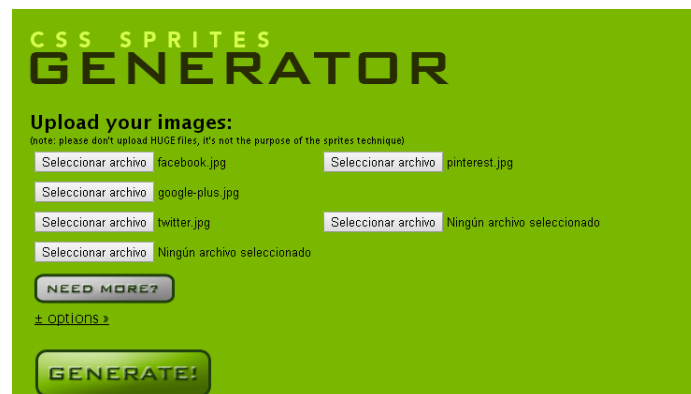 CSS SPRITES
GENERATOR
Upload your images:
(note: please don't upload HUGE files, it's not the purpose of the sprites technique)
Seleccionar archivo facebook.jpg Seleccionar archivo pinterest.jpg
Seleccionar archivo google-plus.jpg
Seleccionar archivo twitter.jpg Seleccionar archivo Ningún archivo seleccionado
Seleccionar archivo Ningún archivo seleccionado
NEED MORE?
± options »
GENERATE!